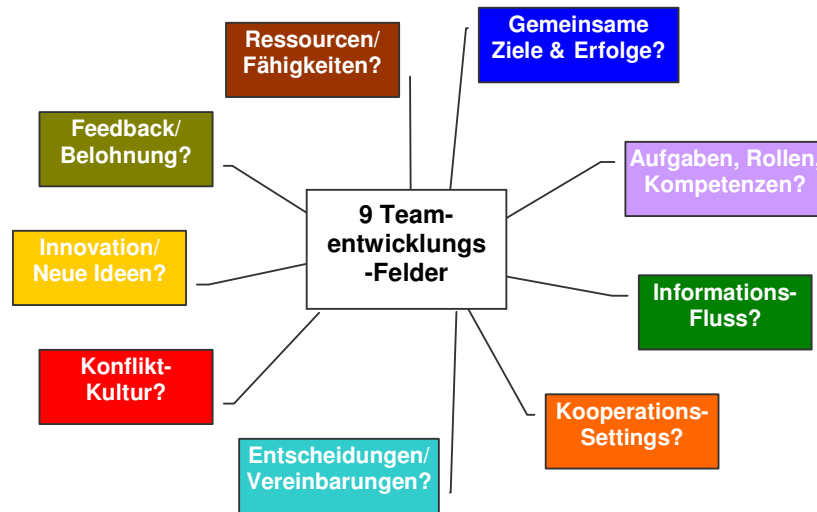 Gemeinsame
Ziele & Erfolge?
Ressourcen/
Fähigkeiten?
Feedback/
Belohnung?
Aufgaben, Rollen,
Kompetenzen?
9 Team-
entwicklungs
-Felder
Innovation/
Neue Ideen?
Informations-
Fluss?
Konflikt-
Kultur?
Kooperations-
Settings?
Entscheidungen/
Vereinbarungen?